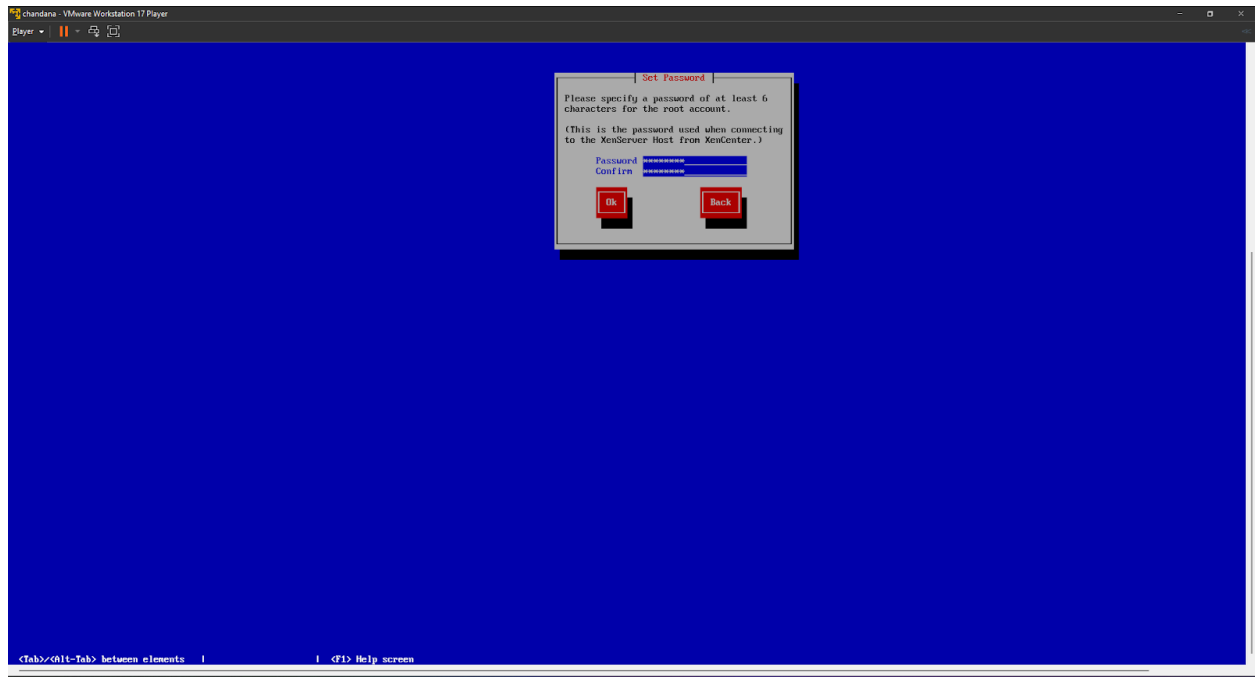 chandana - VMware Workstation 17 Player
Player
Set Password
Please specify a password of at least 6
characters for the root account.
(This is the password used when connecting
to the XenServer Host from XenCenter.)
Password ********
Confirm ********
Ok Back
<Tab>/<Alt-Tab> between elements | | <F1> Help screen